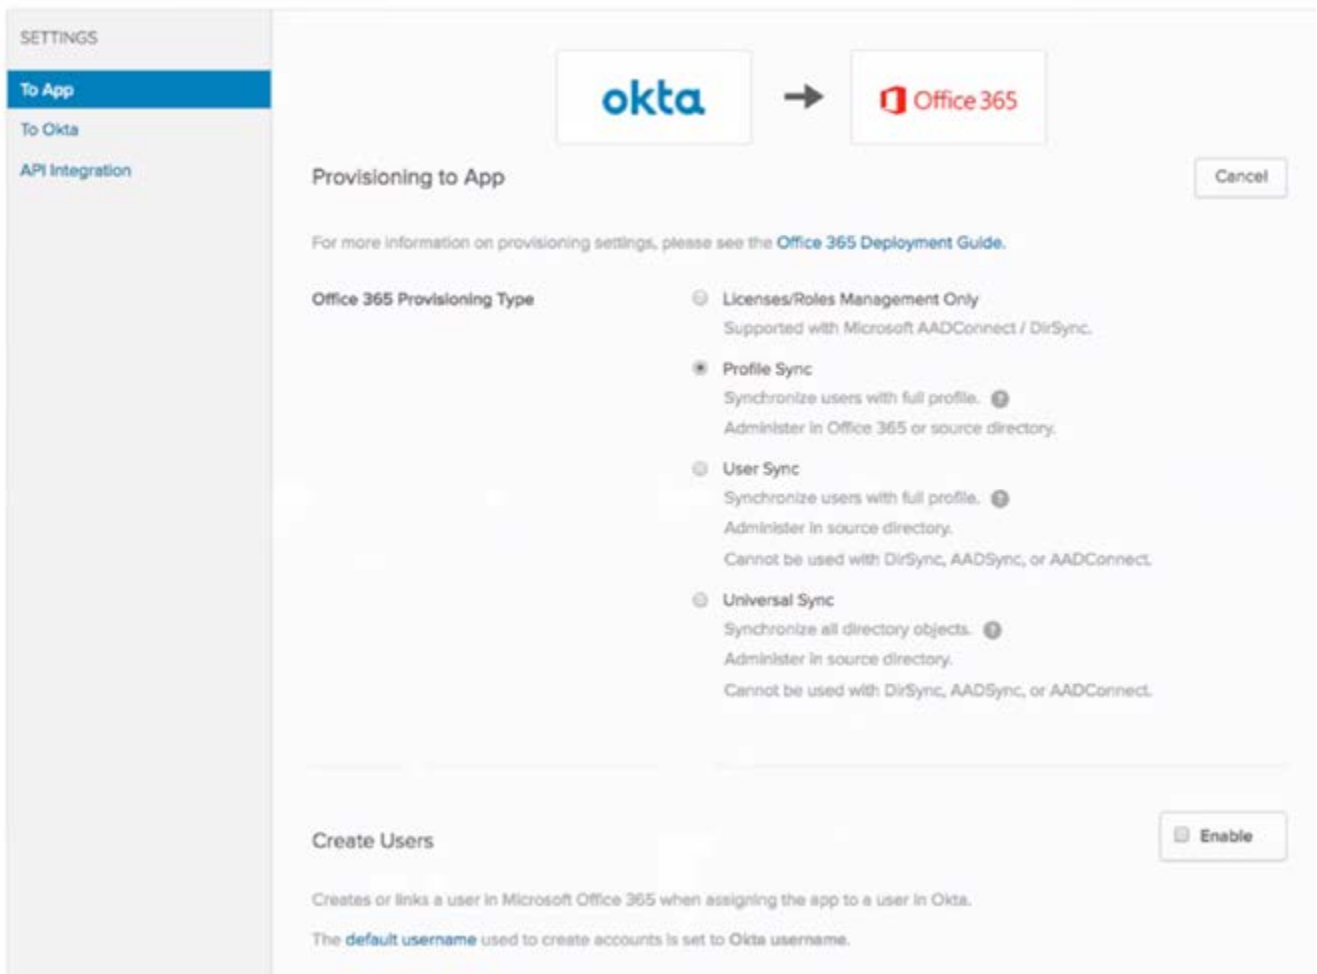 SETTINGS
To App
To Okta
API Integration
okta
Office 365
Provisioning to App
Cancel
For more information on provisioning settings, please see the Office 365 Deployment Guide.
Office 365 Provisioning Type
Licenses/Roles Management Only
Supported with Microsoft AADConnect / DirSync.
Profile Sync
Synchronize users with full profile. ?
Administer in Office 365 or source directory.
User Sync
Synchronize users with full profile. ?
Administer in source directory.
Cannot be used with DirSync, AADSync, or AADConnect.
Universal Sync
Synchronize all directory objects. ?
Administer in source directory.
Cannot be used with DirSync, AADSync, or AADConnect.
Create Users
Enable
Creates or links a user in Microsoft Office 365 when assigning the app to a user in Okta.
The default username used to create accounts is set to Okta username.